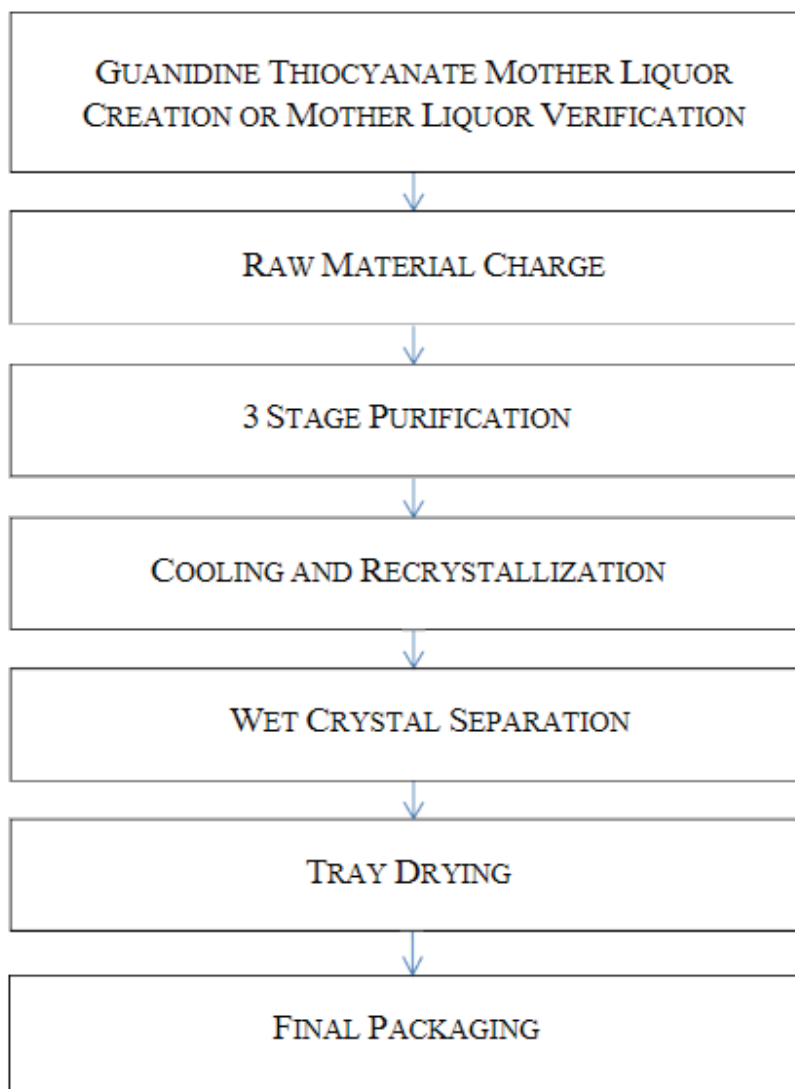 GUANIDINE THIOCYANATE MOTHER LIQUOR
CREATION OR MOTHER LIQUOR VERIFICATION
RAW MATERIAL CHARGE
3 STAGE PURIFICATION
COOLING AND RECRYSTALLIZATION
WET CRYSTAL SEPARATION
TRAY DRYING
FINAL PACKAGING